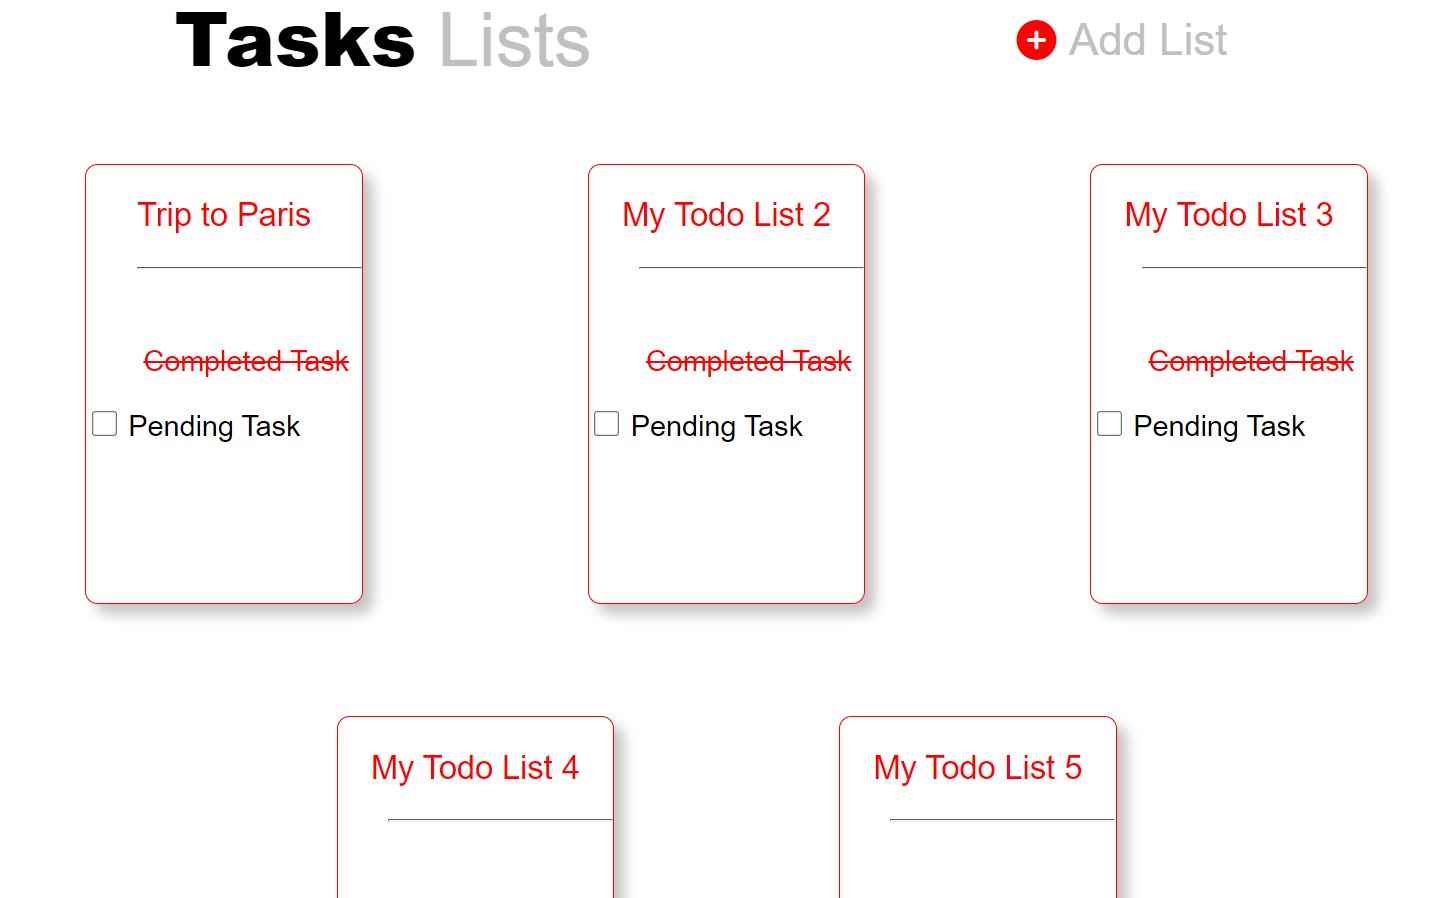 Tasks Lists
Add List
Trip to Paris
Completed Task
Pending Task
My Todo List 2
Completed Task
Pending Task
My Todo List 3
Completed Task
Pending Task
My Todo List 4
My Todo List 5